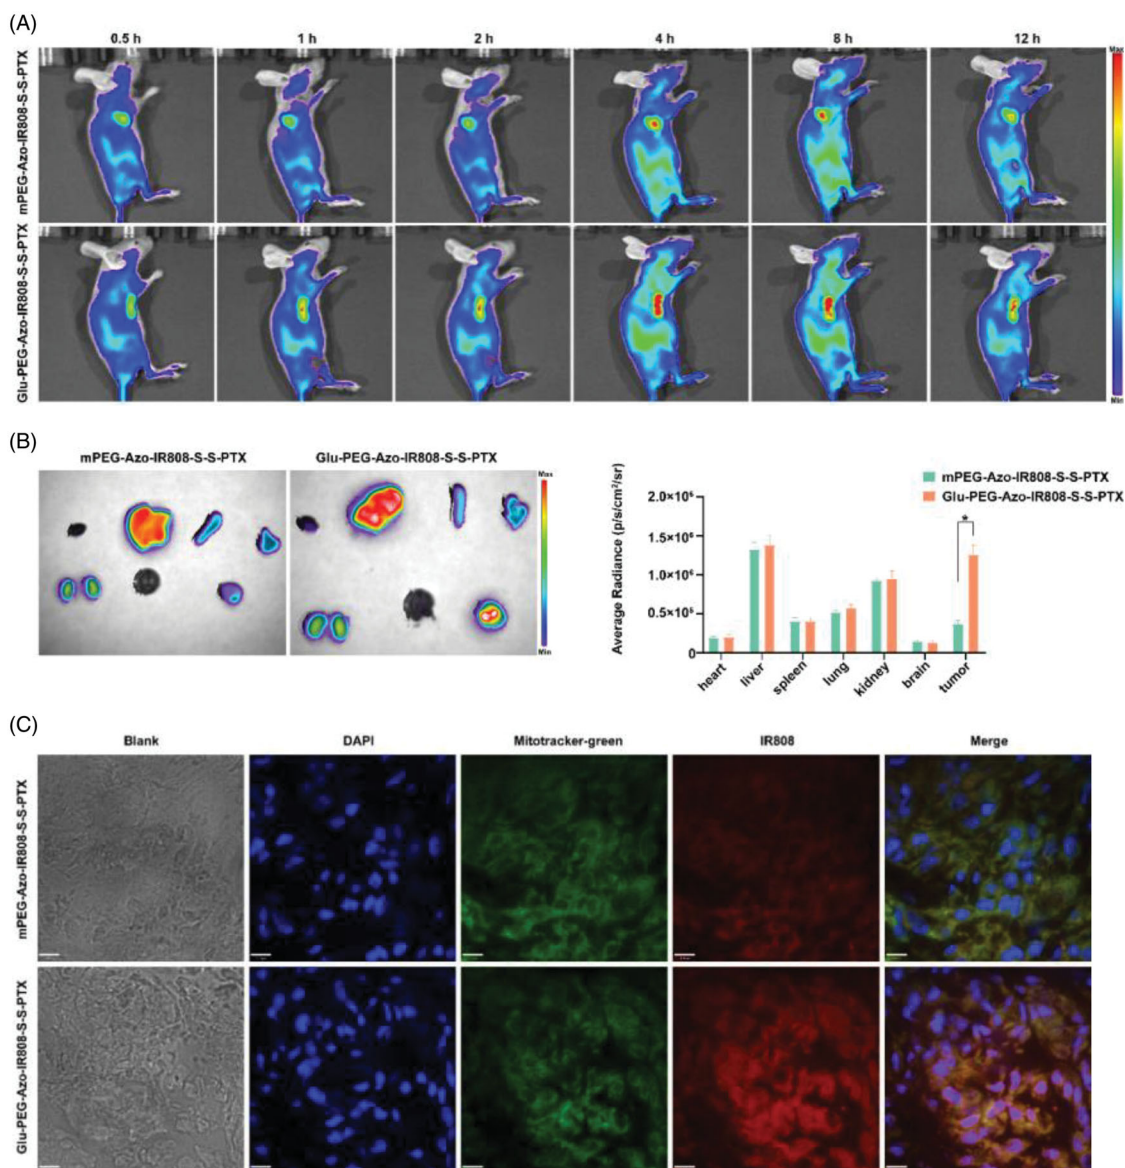 (A)
0.5 h 1 h 2 h 4 h 8 h 12 h
mPEG-Azo-IR808-S-S-PTX
Glu-PEG-Azo-IR808-S-S-PTX
Max
Min
(B)
mPEG-Azo-IR808-S-S-PTX Glu-PEG-Azo-IR808-S-S-PTX
Max
Min
mPEG-Azo-IR808-S-S-PTX
Glu-PEG-Azo-IR808-S-S-PTX
Average Radiance (p/s/cm²/sr)
2.0×10⁶
1.5×10⁶
1.0×10⁶
0.5×10⁶
0
*
heart liver spleen lung kidney brain tumor
(C)
Blank DAPI Mitotracker-green IR808 Merge
mPEG-Azo-IR808-S-S-PTX
Glu-PEG-Azo-IR808-S-S-PTX